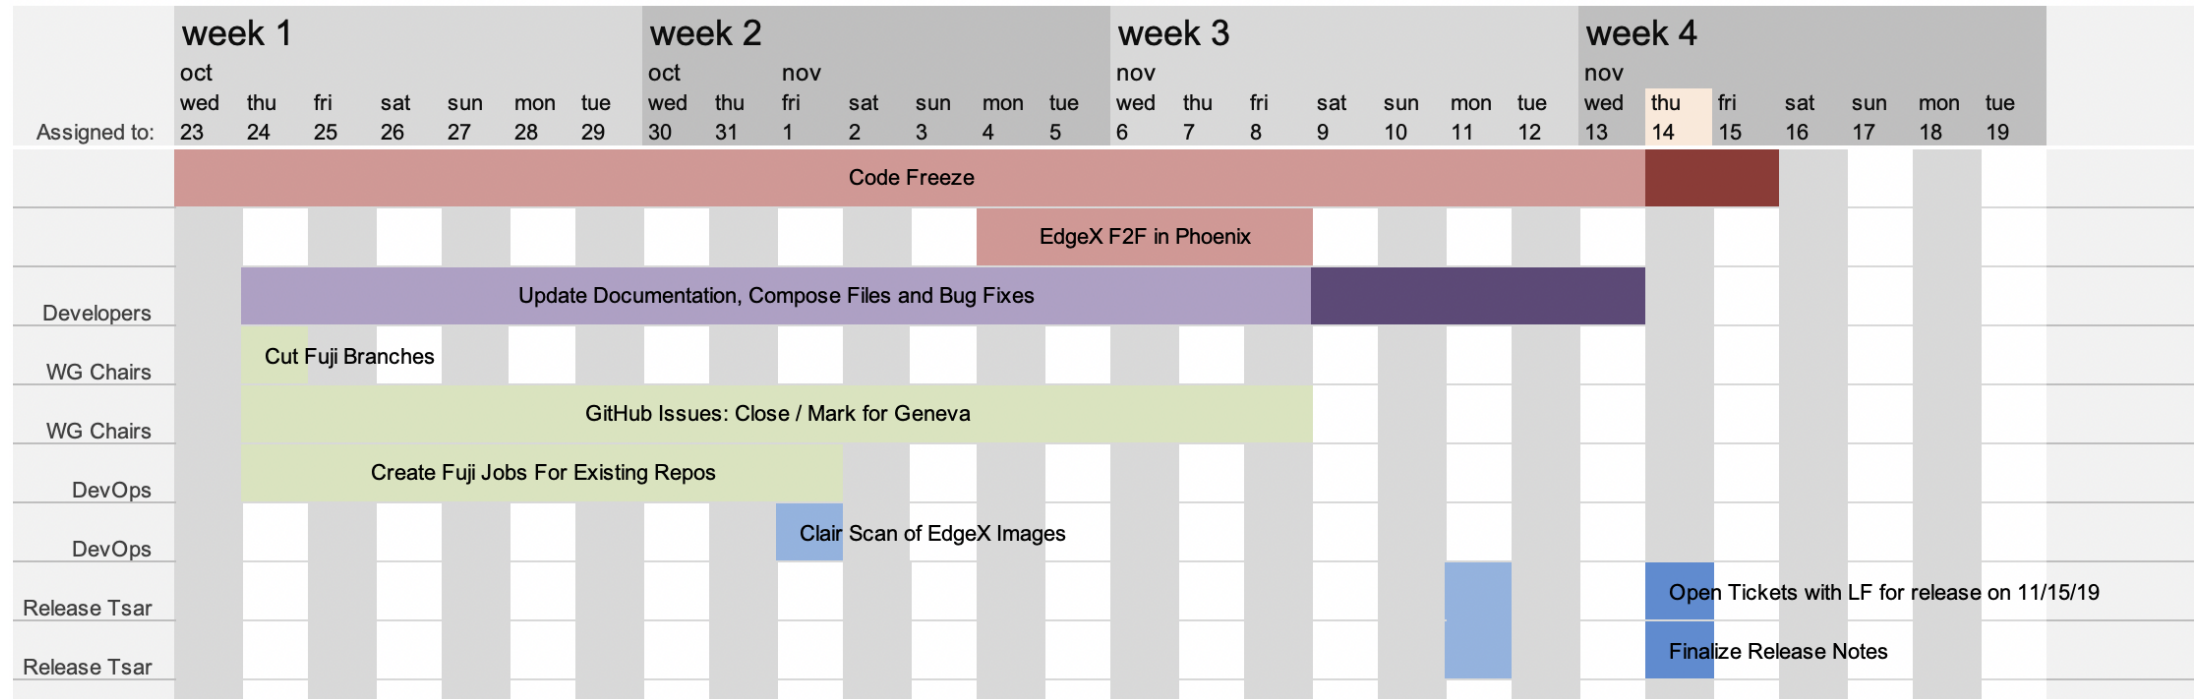 week 1 week 2 week 3 week 4
oct oct nov nov nov
wed thu fri sat sun mon tue wed thu fri sat sun mon tue wed thu fri sat sun mon tue wed thu fri sat sun mon tue
Assigned to: 23 24 25 26 27 28 29 30 31 1 2 3 4 5 6 7 8 9 10 11 12 13 14 15 16 17 18 19
Code Freeze
EdgeX F2F in Phoenix
Developers Update Documentation, Compose Files and Bug Fixes
WG Chairs Cut Fuji Branches
WG Chairs GitHub Issues: Close / Mark for Geneva
DevOps Create Fuji Jobs For Existing Repos
DevOps Clair Scan of EdgeX Images
Release Tsar Open Tickets with LF for release on 11/15/19
Release Tsar Finalize Release Notes